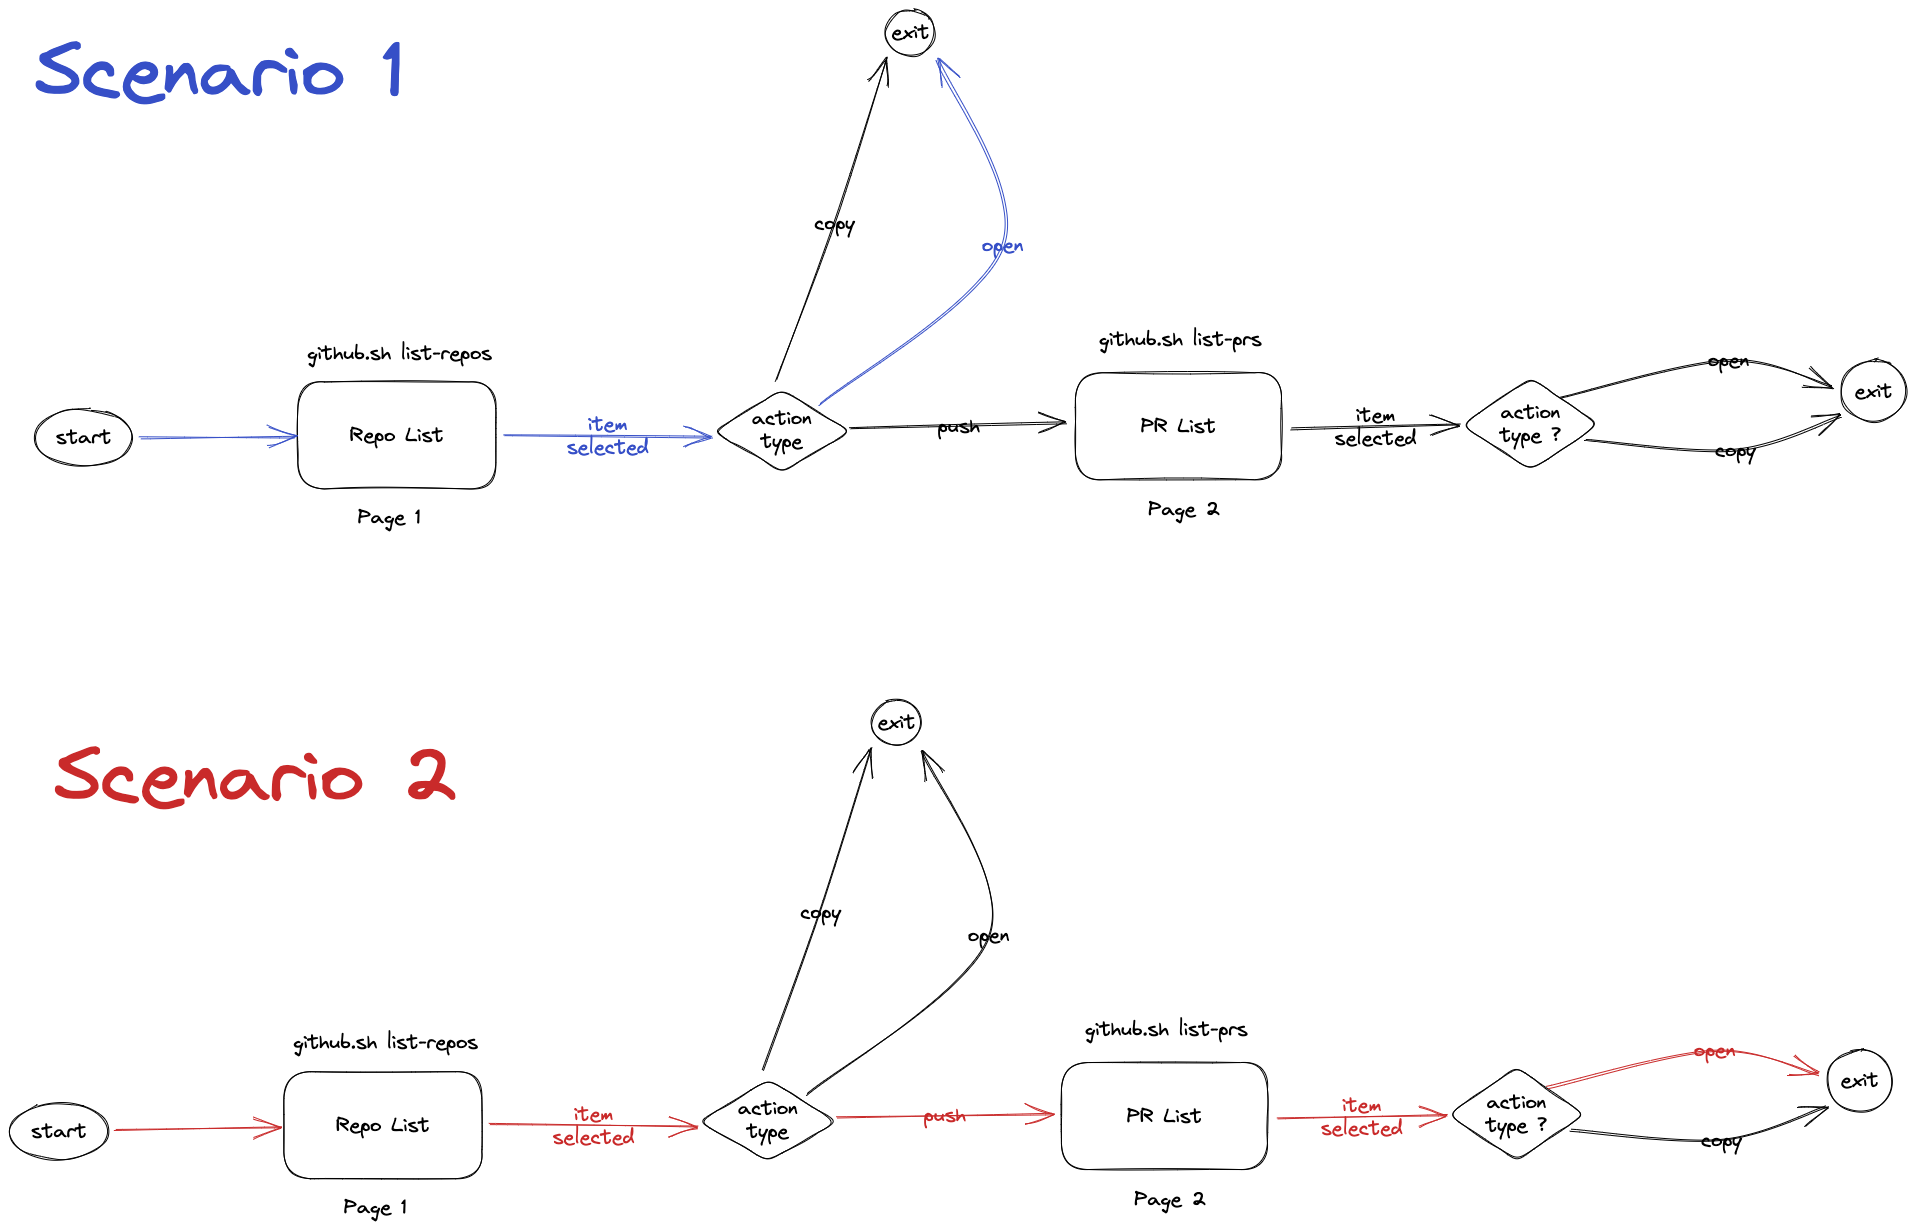 Scenario 1
exit
copy
open
github.sh list-repos
start
Repo List
Page 1
item
selected
action
type
push
github.sh list-prs
PR List
Page 2
item
selected
action
type ?
open
copy
exit
Scenario 2
exit
copy
open
github.sh list-repos
start
Repo List
Page 1
item
selected
action
type
push
github.sh list-prs
PR List
Page 2
item
selected
action
type ?
open
copy
exit